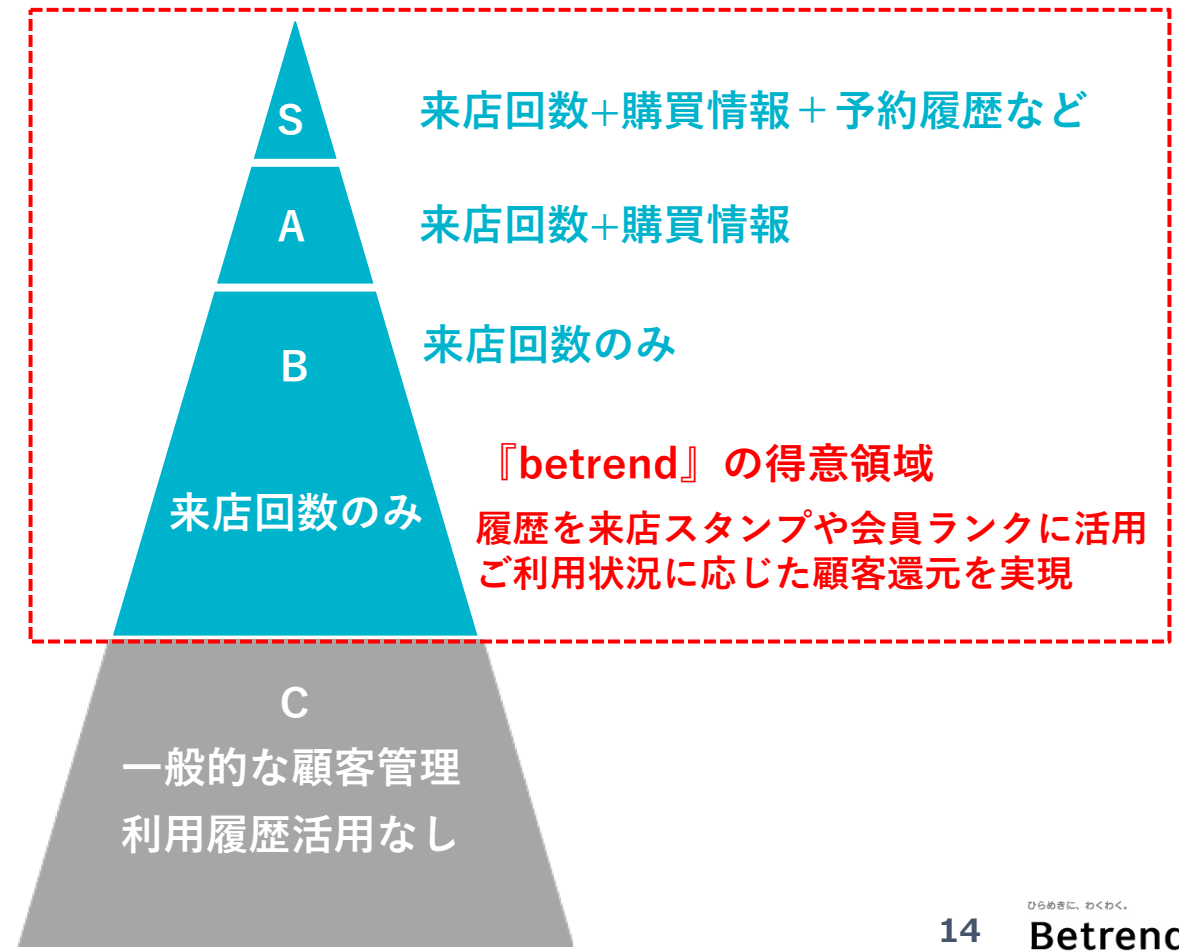 S
来店回数+購買情報＋予約履歴など
A
来店回数+購買情報
B
来店回数のみ
『betrend』の得意領域
来店回数のみ
履歴を来店スタンプや会員ランクに活用
ご利用状況に応じた顧客還元を実現
C
一般的な顧客管理
利用履歴活用なし
ひらめきに、わくわく。
14
Betrend